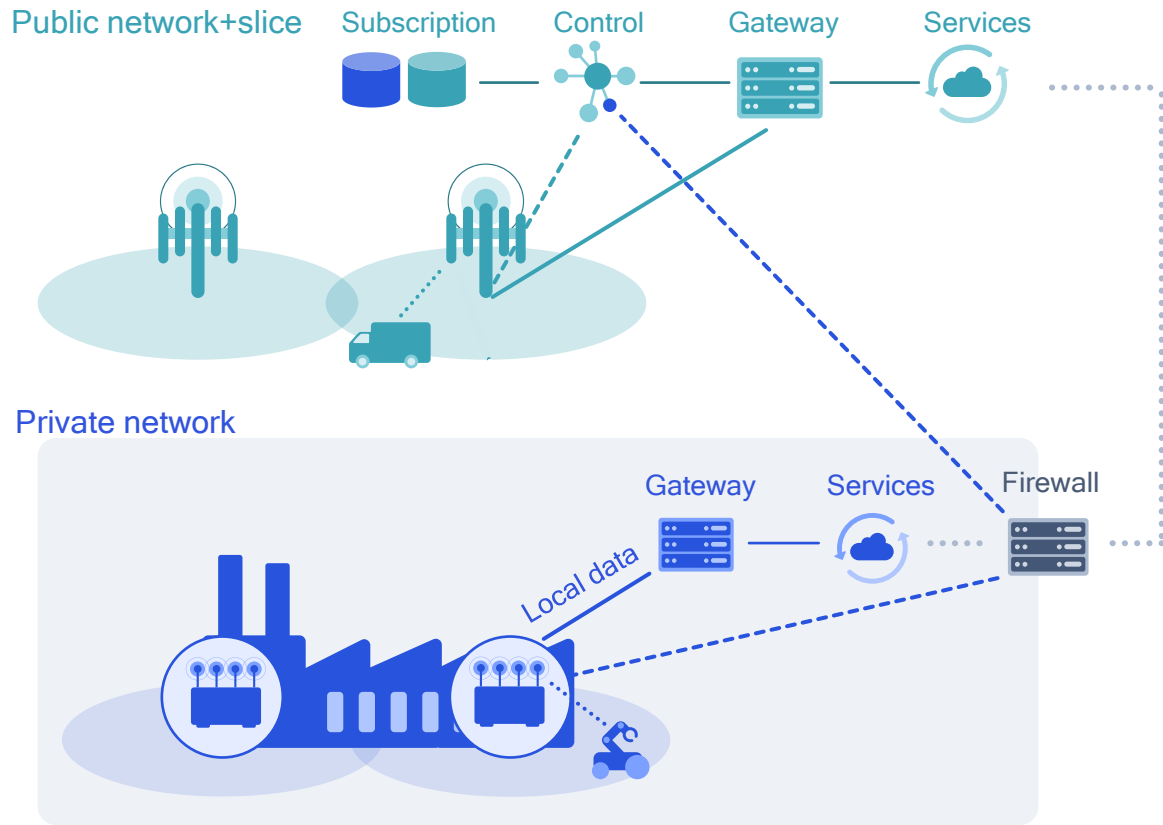 Public network+slice
Subscription
Control
Gateway
Services
Private network
Gateway
Services
Firewall
Local data